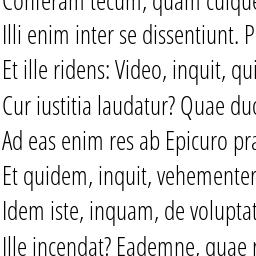 Conferam tecum, quam cuique
Illi enim inter se dissentiunt. P
Et ille ridens: Video, inquit, qui
Cur iustitia laudatur? Quae duo
Ad eas enim res ab Epicuro pra
Et quidem, inquit, vehementer
Idem iste, inquam, de voluptat
Ille incendat? Eademne, quae r